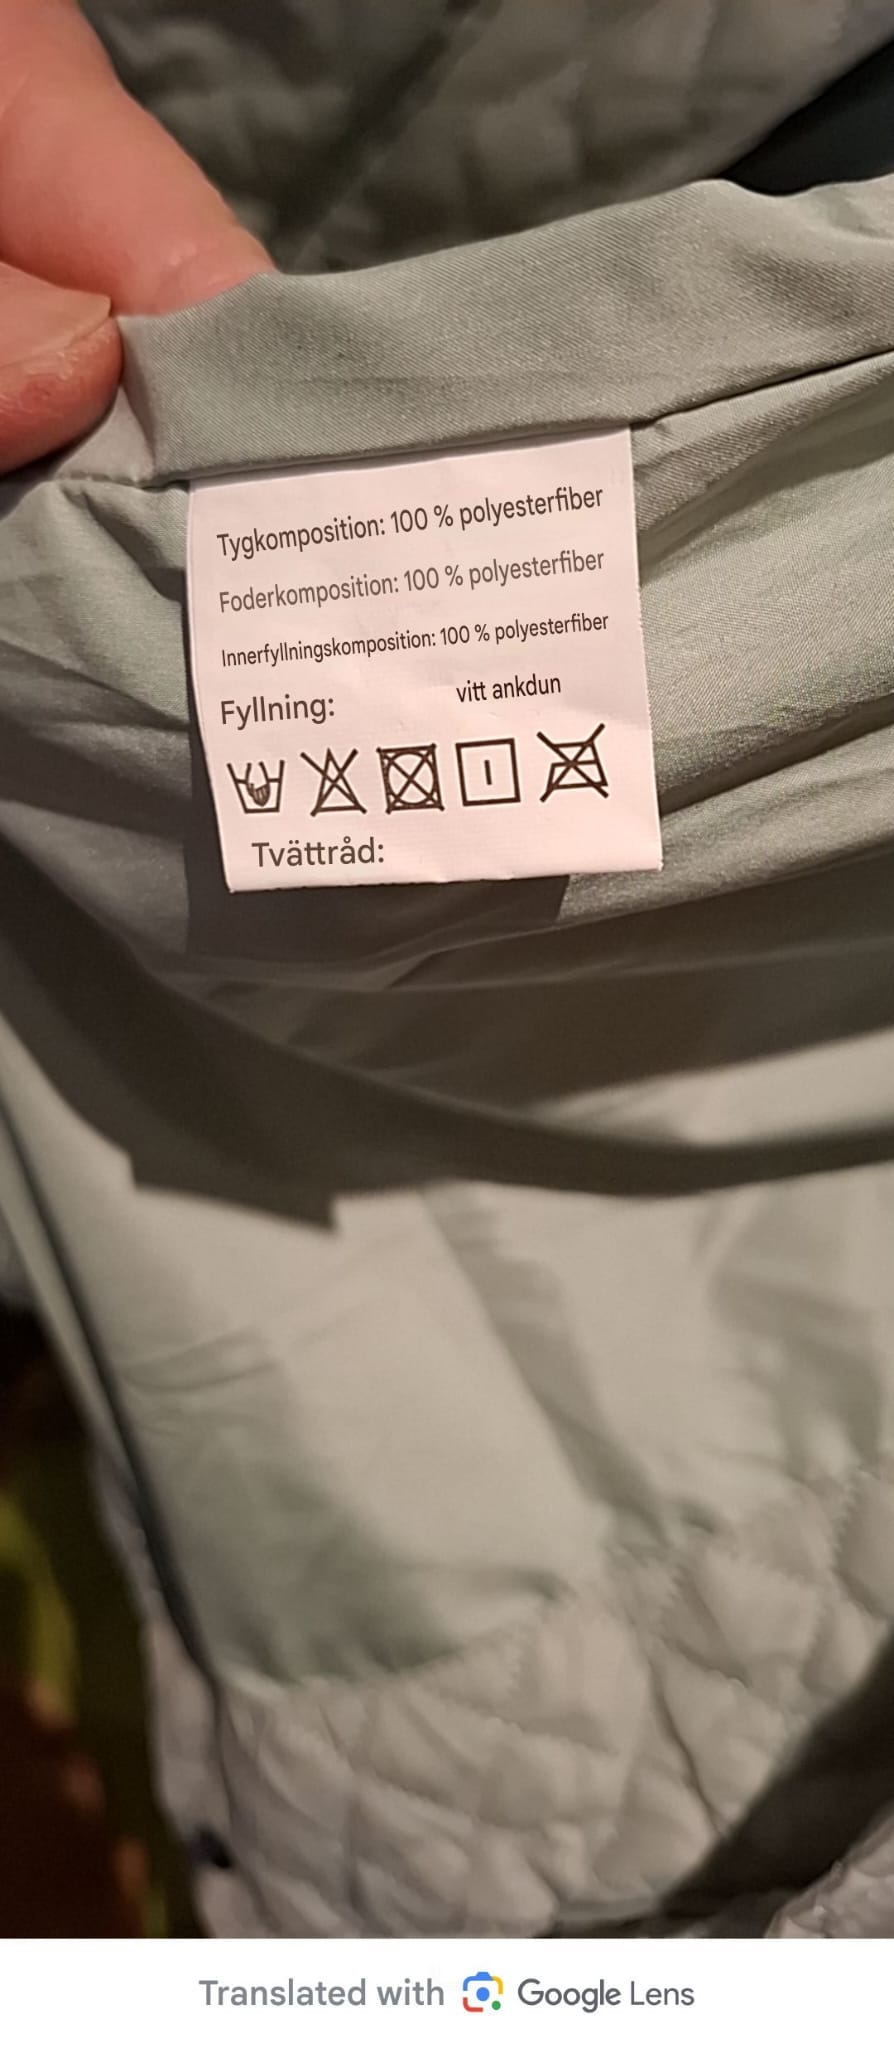 Tygkomposition: 100 % polyesterfiber
Foderkomposition: 100 % polyesterfiber
Innerfyllningskomposition: 100 % polyesterfiber
Fyllning: vitt ankdun
Tvättråd:
Translated with Google Lens